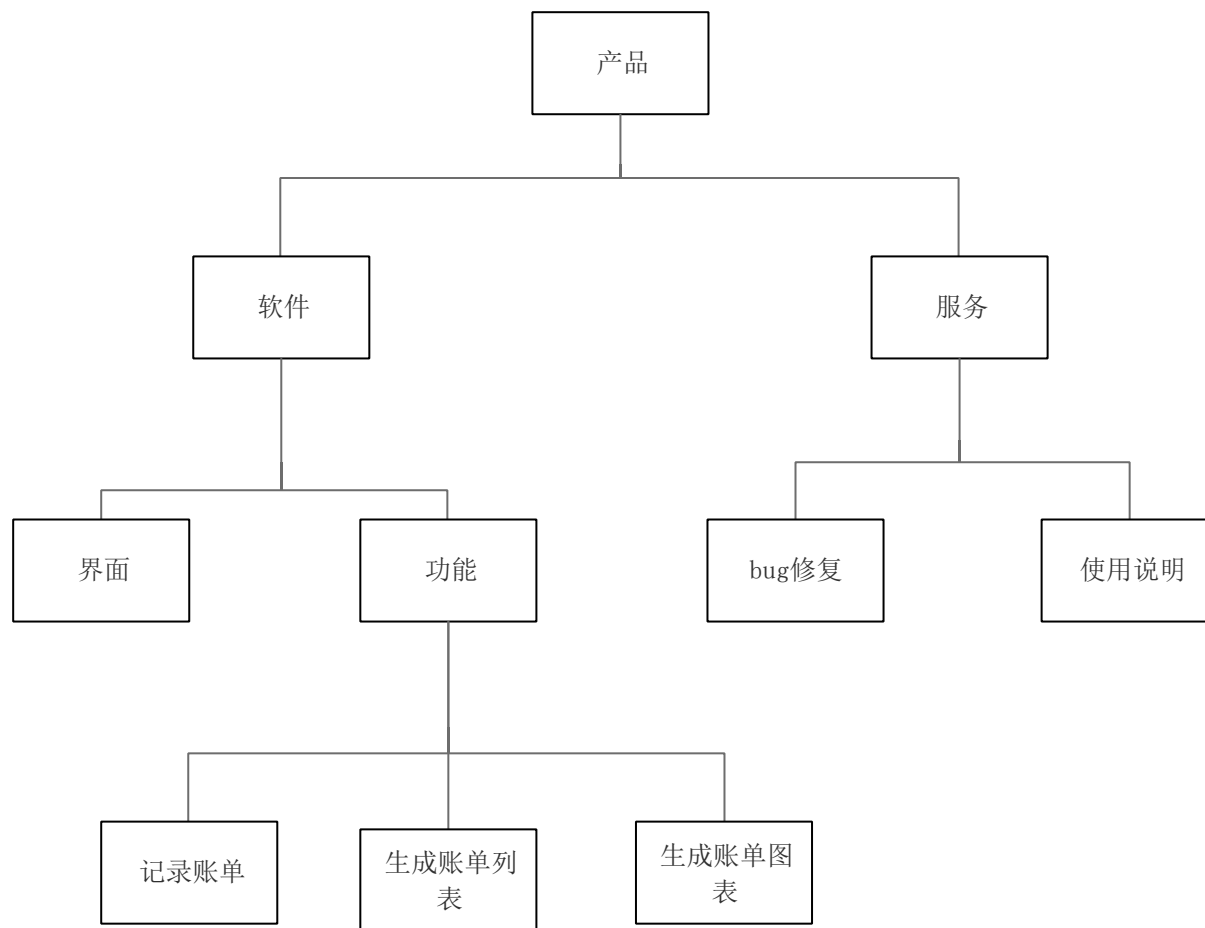 产品
软件
服务
界面
功能
bug修复
使用说明
记录账单
生成账单列
表
生成账单图
表